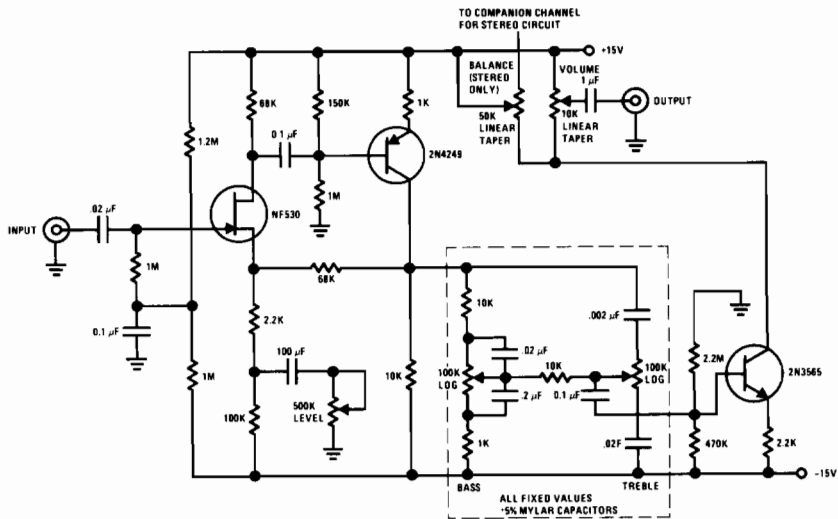 TO COMPANION CHANNEL
FOR STEREO CIRCUIT
+15V
BALANCE
(STEREO
ONLY)
50K
LINEAR
TAPER
VOLUME
1 µF
10K
LINEAR
TAPER
OUTPUT
68K
150K
1K
1.2M
0.1 µF
2N4249
1M
NF530
INPUT
.02 µF
1M
0.1 µF
1M
68K
2.2K
100 µF
100K
500K
LEVEL
10K
10K
.02 µF
100K
LOG
.2 µF
10K
0.1 µF
1K
.002 µF
100K
LOG
.02F
BASS
TREBLE
ALL FIXED VALUES
±5% MYLAR CAPACITORS
2.2M
2N3565
470K
2.2K
-15V